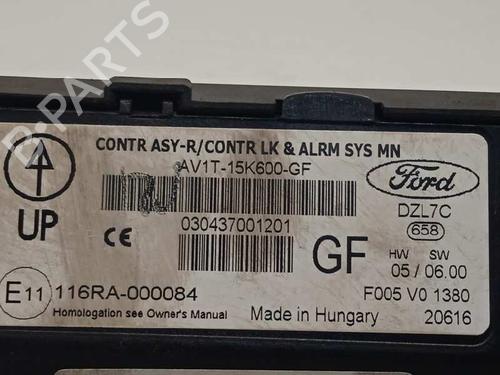 CONTR ASY-R/CONTR LK & ALRM SYS MN
AV1T-15K600-GF
Ford
UP
030437001201
DZL7C
658
CE
GF
HW SW
05 / 06.00
E11 116RA-000084
F005 V0 1380
Homologation see Owner's Manual
Made in Hungary
20616
B-PARTS